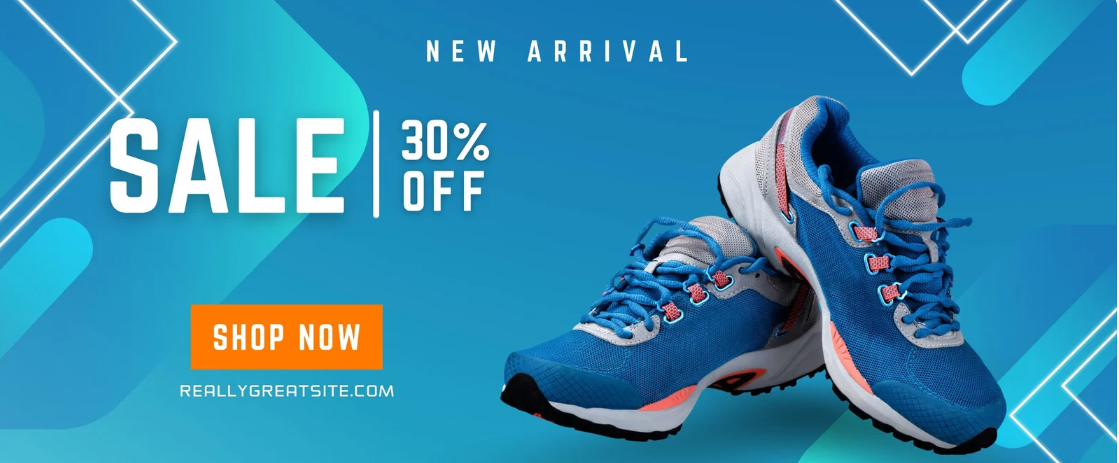 NEW ARRIVAL
SALE
30%
OFF
SHOP NOW
REALLYGREATSITE.COM